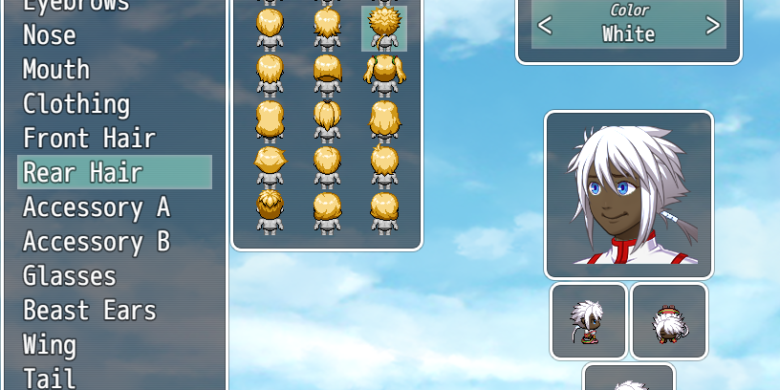 Eyebrows
Nose
Mouth
Clothing
Front Hair
Rear Hair
Accessory A
Accessory B
Glasses
Beast Ears
Wing
Tail
Color
< White >